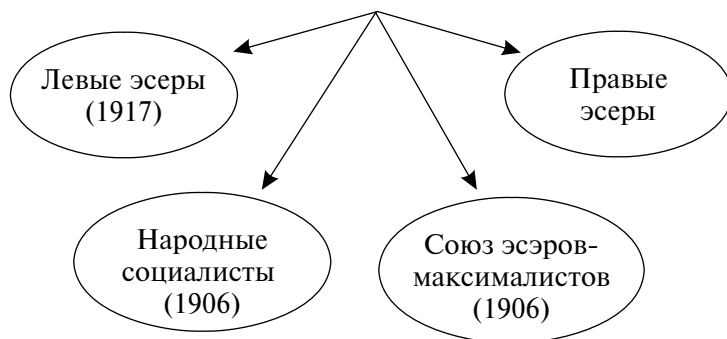 Левые эсеры
(1917)
Правые
эсеры
Народные
социалисты
(1906)
Союз эсэров-
максималистов
(1906)